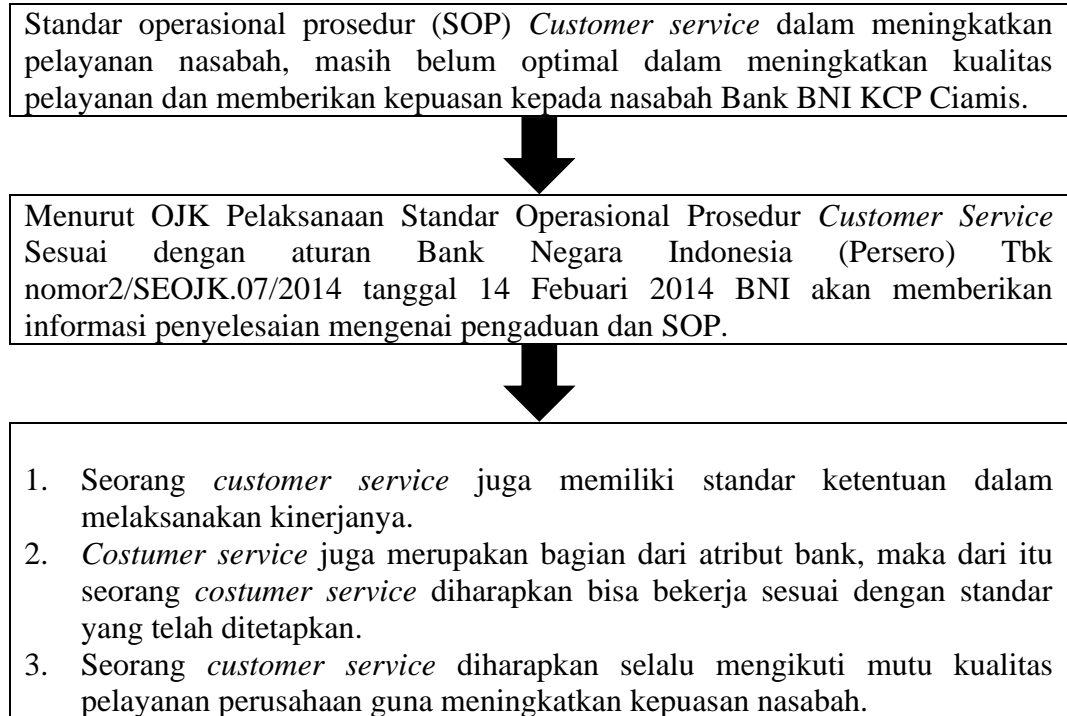 Standar operasional prosedur (SOP) Customer service dalam meningkatkan
pelayanan nasabah, masih belum optimal dalam meningkatkan kualitas
pelayanan dan memberikan kepuasan kepada nasabah Bank BNI KCP Ciamis.
Menurut OJK Pelaksanaan Standar Operasional Prosedur Customer Service
Sesuai dengan aturan Bank Negara Indonesia (Persero) Tbk
nomor2/SEOJK.07/2014 tanggal 14 Febuari 2014 BNI akan memberikan
informasi penyelesaian mengenai pengaduan dan SOP.
1. Seorang customer service juga memiliki standar ketentuan dalam
melaksanakan kinerjanya.
2. Costumer service juga merupakan bagian dari atribut bank, maka dari itu
seorang costumer service diharapkan bisa bekerja sesuai dengan standar
yang telah ditetapkan.
3. Seorang customer service diharapkan selalu mengikuti mutu kualitas
pelayanan perusahaan guna meningkatkan kepuasan nasabah.